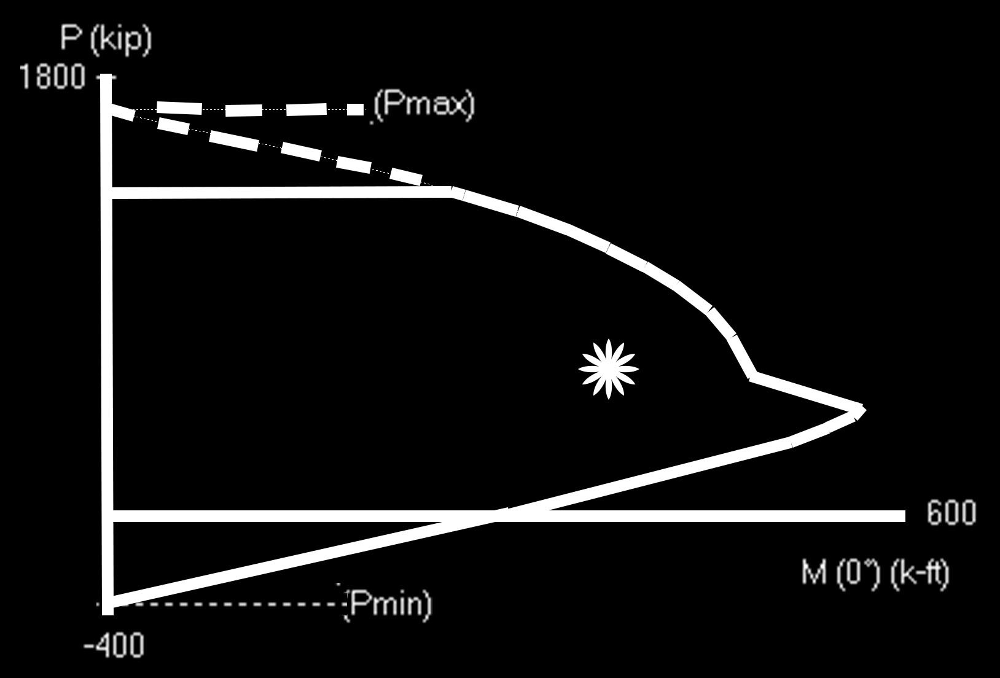 P (kip)
1800
(Pmax)
600
M (0°) (k-ft)
(Pmin)
-400